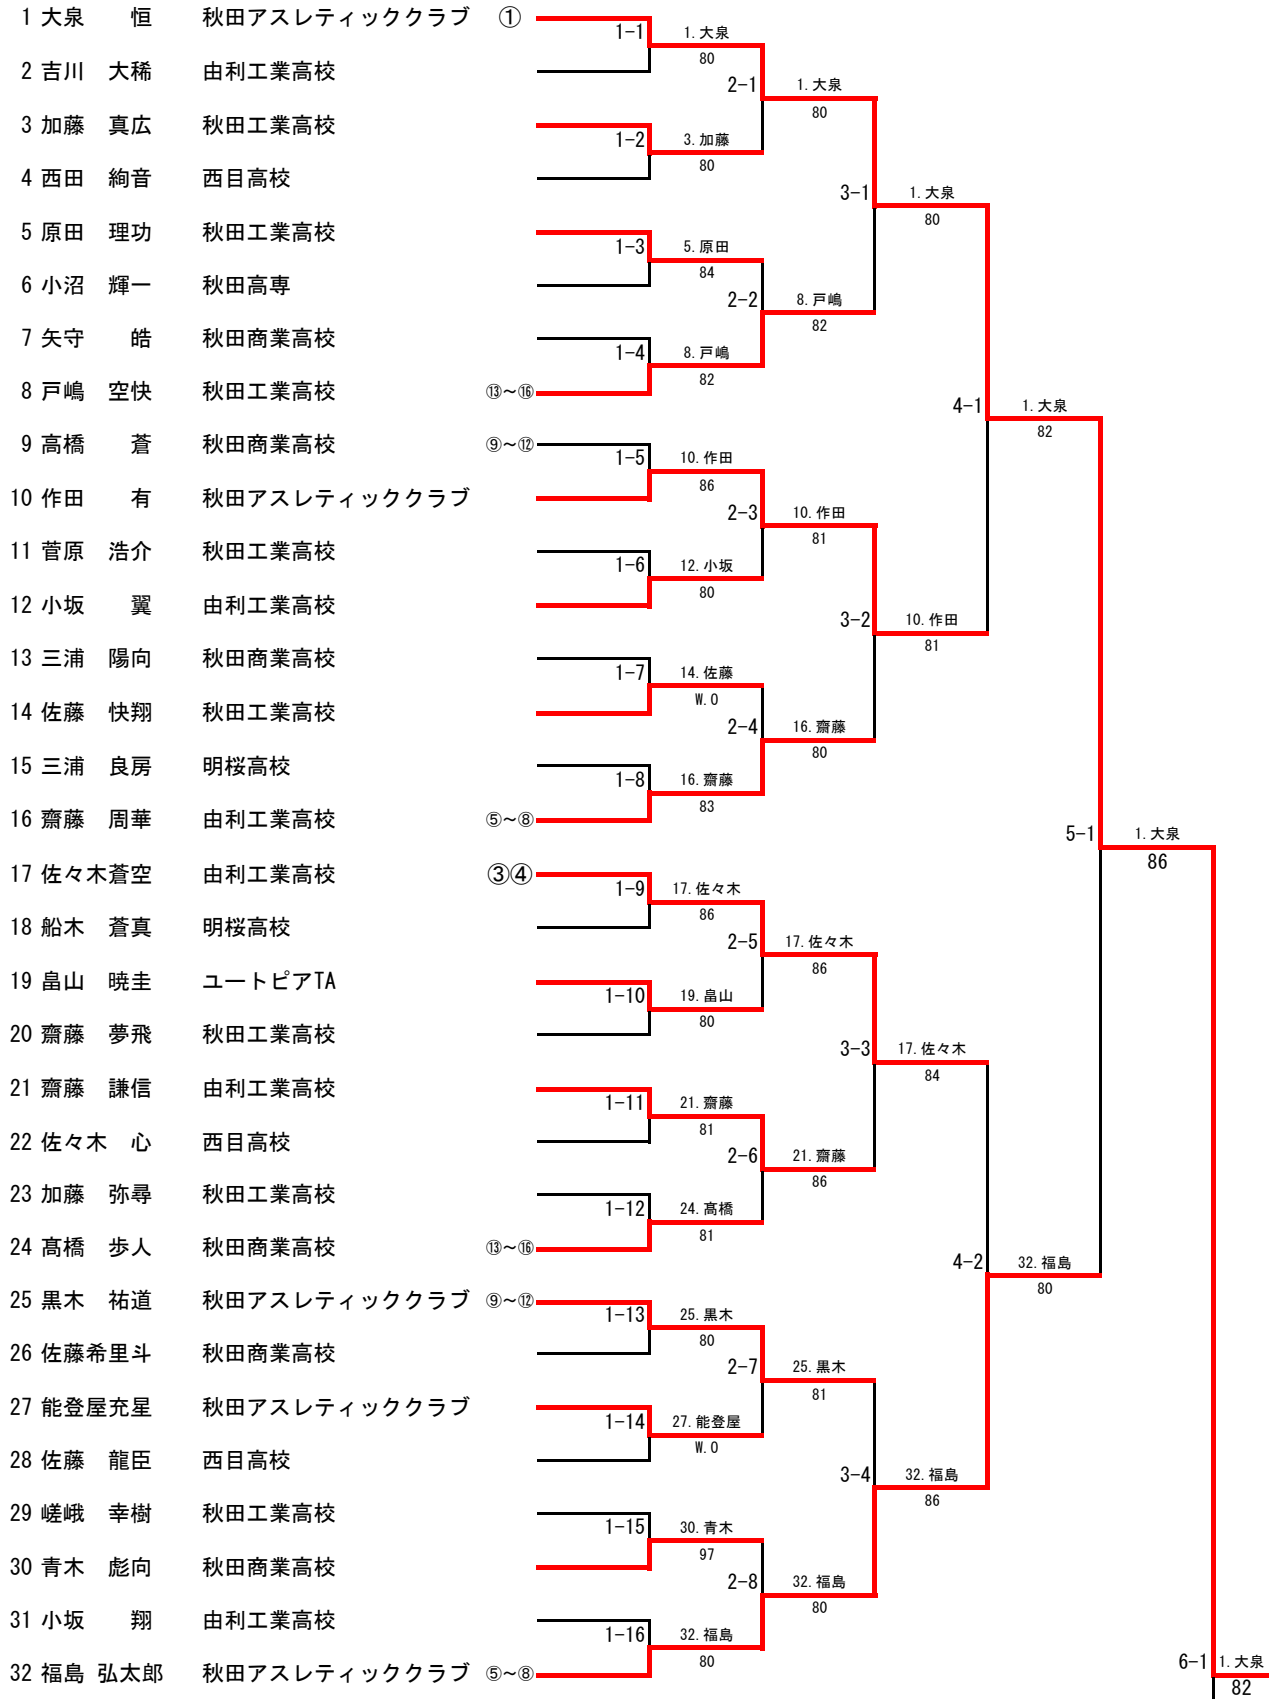 1 大泉　　恒 秋田アスレティッククラブ ①
1-1 1.大泉
80
2 吉川　大稀 由利工業高校
2-1 1.大泉
80
3 加藤　真広 秋田工業高校
1-2 3.加藤
80
4 西田　絢音 西目高校
3-1 1.大泉
80
5 原田　理功 秋田工業高校
1-3 5.原田
84
6 小沼　輝一 秋田高専
2-2 8.戸嶋
82
7 矢守　　皓 秋田商業高校
1-4 8.戸嶋
82
8 戸嶋　空快 秋田工業高校 ⑬～⑯
4-1 1.大泉
82
9 高橋　　蒼 秋田商業高校 ⑨～⑫
1-5 10.作田
86
10 作田　　有 秋田アスレティッククラブ
2-3 10.作田
81
11 菅原　浩介 秋田工業高校
1-6 12.小坂
80
12 小坂　　翼 由利工業高校
3-2 10.作田
81
13 三浦　陽向 秋田商業高校
1-7 14.佐藤
W.O
14 佐藤　快翔 秋田工業高校
2-4 16.齋藤
80
15 三浦　良房 明桜高校
1-8 16.齋藤
83
16 齋藤　周華 由利工業高校 ⑤～⑧
5-1 1.大泉
86
17 佐々木蒼空 由利工業高校 ③④
1-9 17.佐々木
86
18 船木　蒼真 明桜高校
2-5 17.佐々木
86
19 畠山　暁圭 ユートピアTA
1-10 19.畠山
80
20 齋藤　夢飛 秋田工業高校
3-3 17.佐々木
84
21 齋藤　謙信 由利工業高校
1-11 21.齋藤
81
22 佐々木　心 西目高校
2-6 21.齋藤
86
23 加藤　弥尋 秋田工業高校
1-12 24.髙橋
81
24 髙橋　歩人 秋田商業高校 ⑬～⑯
4-2 32.福島
80
25 黒木　祐道 秋田アスレティッククラブ ⑨～⑫
1-13 25.黒木
80
26 佐藤希里斗 秋田商業高校
2-7 25.黒木
81
27 能登屋充星 秋田アスレティッククラブ
1-14 27.能登屋
W.O
28 佐藤　龍臣 西目高校
3-4 32.福島
86
29 嵯峨　幸樹 秋田工業高校
1-15 30.青木
97
30 青木　彪向 秋田商業高校
2-8 32.福島
80
31 小坂　　翔 由利工業高校
1-16 32.福島
80
32 福島 弘太郎 秋田アスレティッククラブ ⑤～⑧
6-1 1.大泉
82